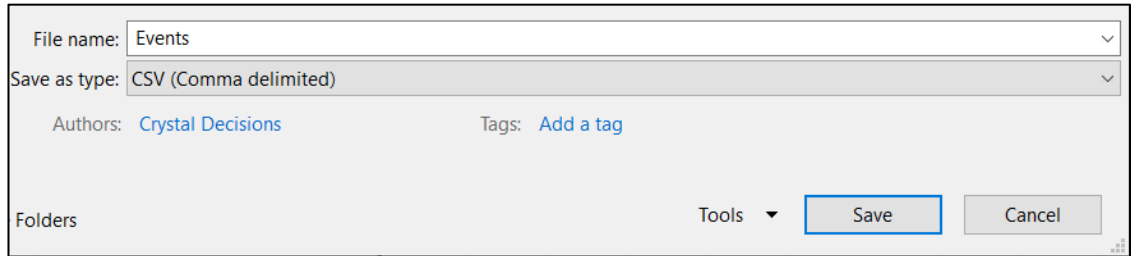 File name: Events
Save as type: CSV (Comma delimited)
Authors: Crystal Decisions Tags: Add a tag
Folders Tools Save Cancel